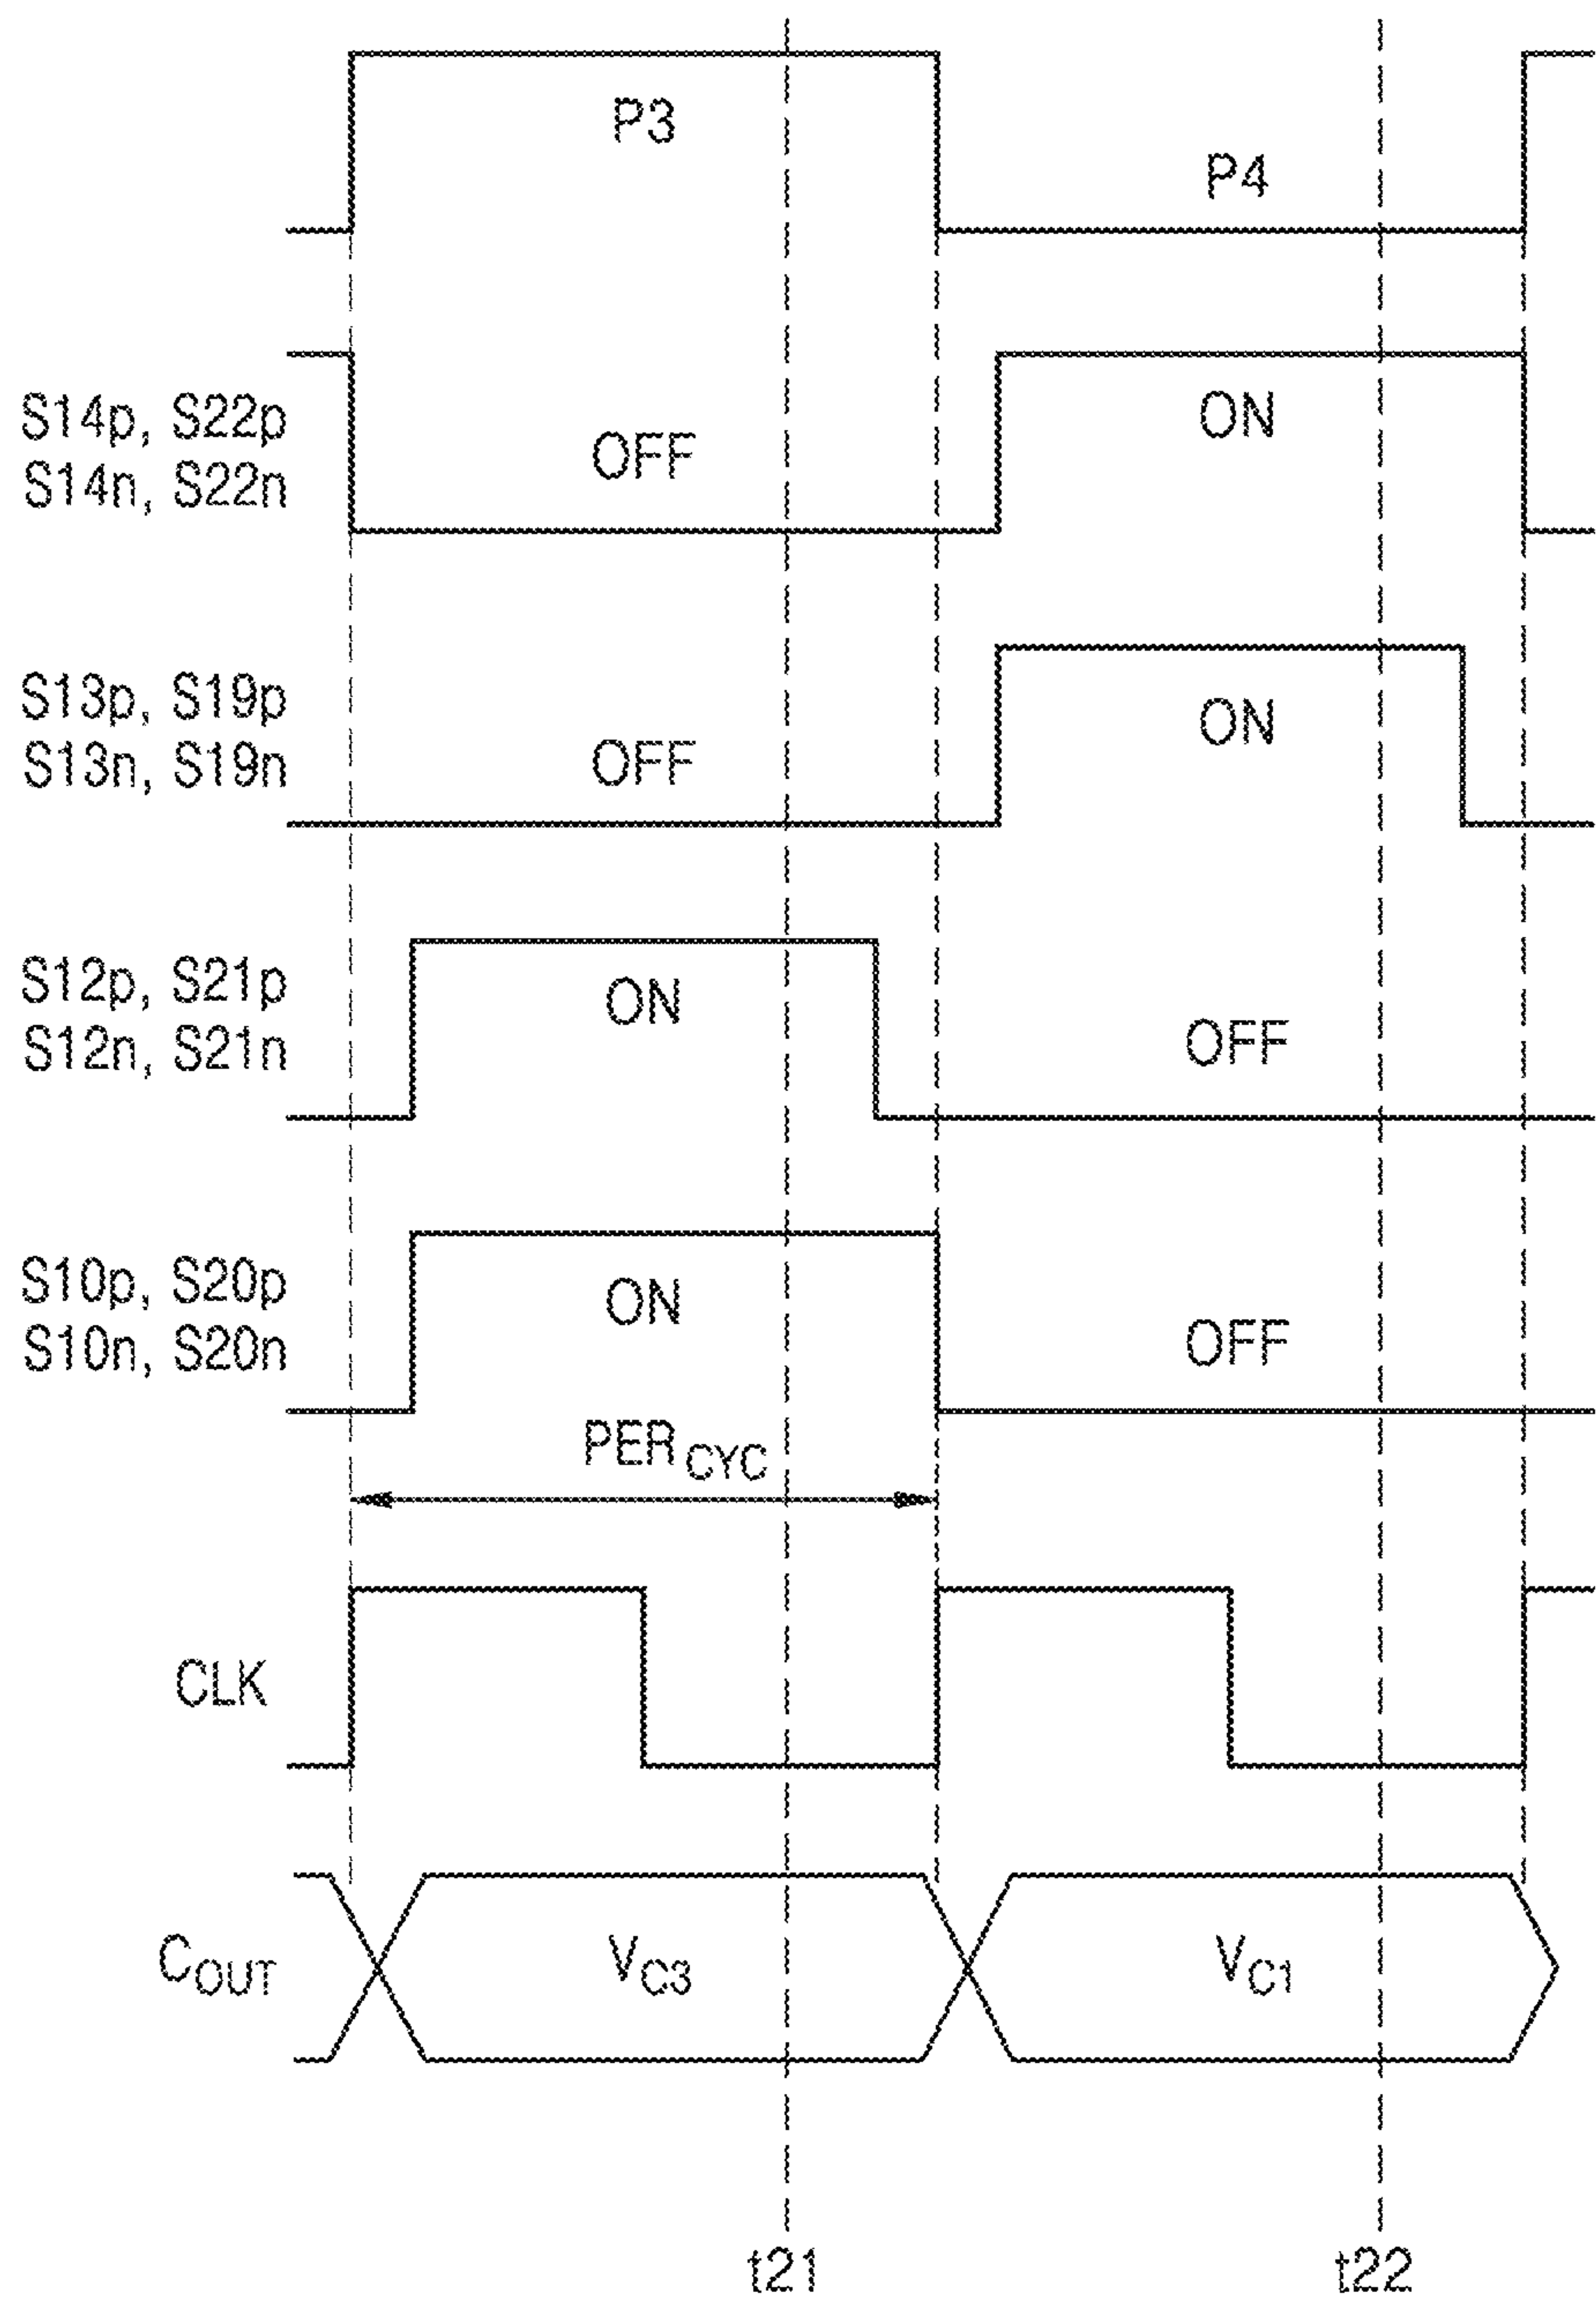 P3
P4
S14p, S22p
S14n, S22n
OFF
ON
S13p, S19p
S13n, S19n
OFF
ON
S12p, S21p
S12n, S21n
ON
OFF
S10p, S20p
S10n, S20n
ON
OFF
PERCYC
CLK
COUT
VC3
VC1
t21
t22